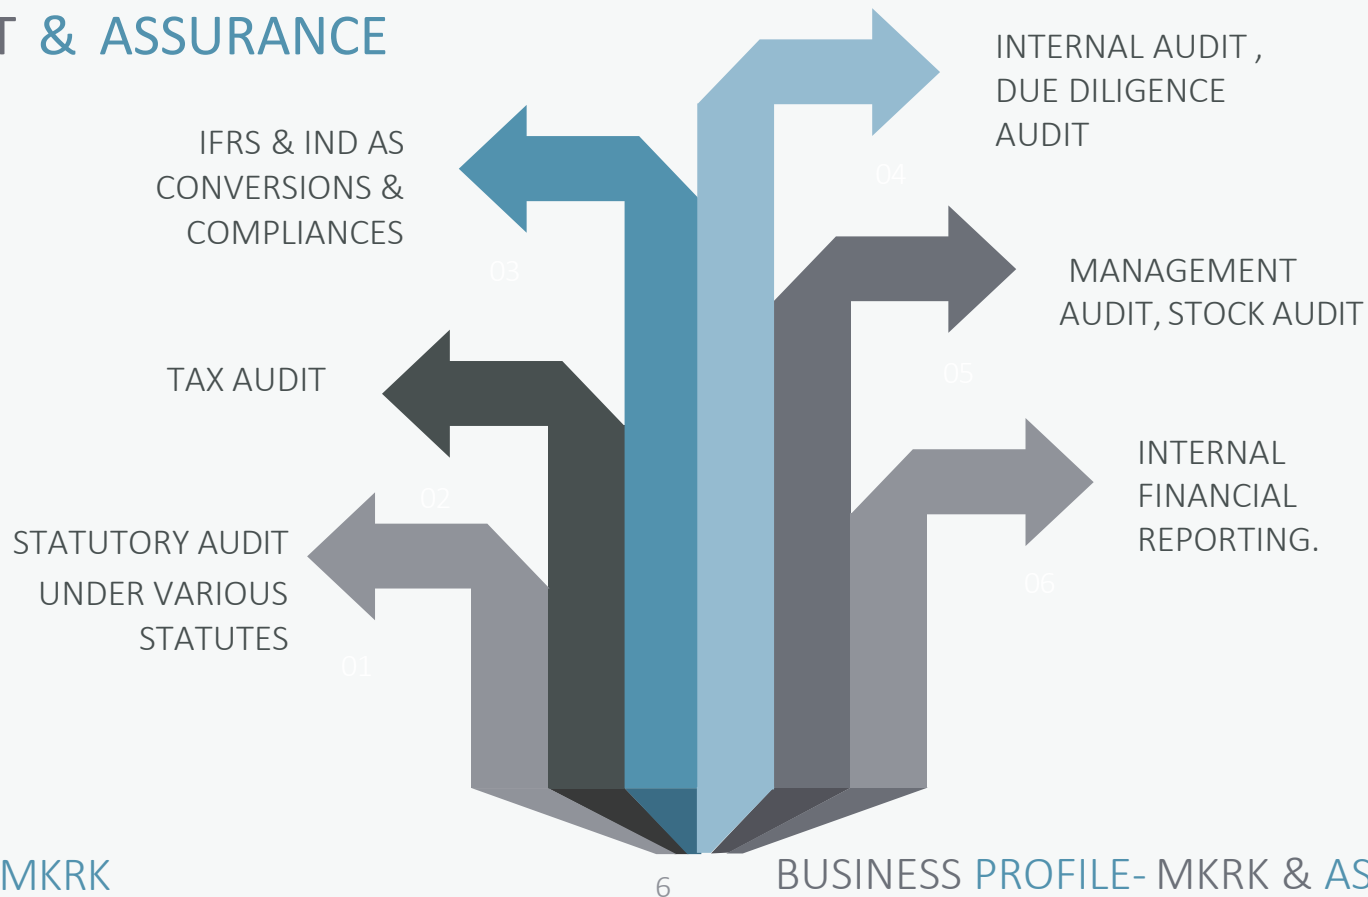 T & ASSURANCE
INTERNAL AUDIT ,
DUE DILIGENCE
AUDIT
04
IFRS & IND AS
CONVERSIONS &
COMPLIANCES
03
MANAGEMENT
AUDIT, STOCK AUDIT
05
TAX AUDIT
02
INTERNAL
FINANCIAL
REPORTING.
06
STATUTORY AUDIT
UNDER VARIOUS
STATUTES
01
MKRK
6
BUSINESS PROFILE- MKRK & AS